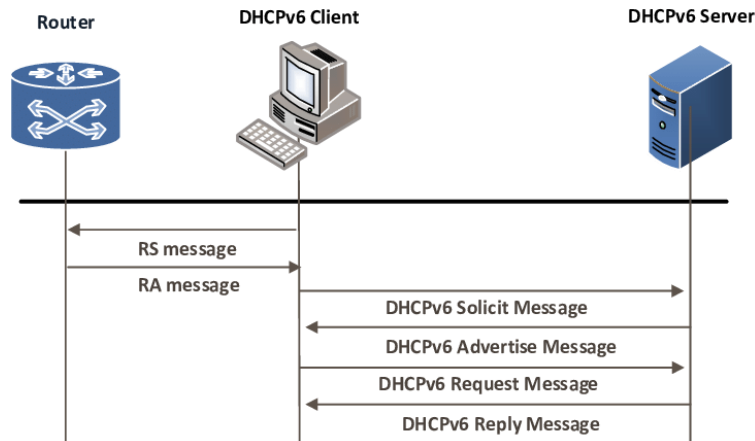 Router
DHCPv6 Client
DHCPv6 Server
RS message
RA message
DHCPv6 Solicit Message
DHCPv6 Advertise Message
DHCPv6 Request Message
DHCPv6 Reply Message